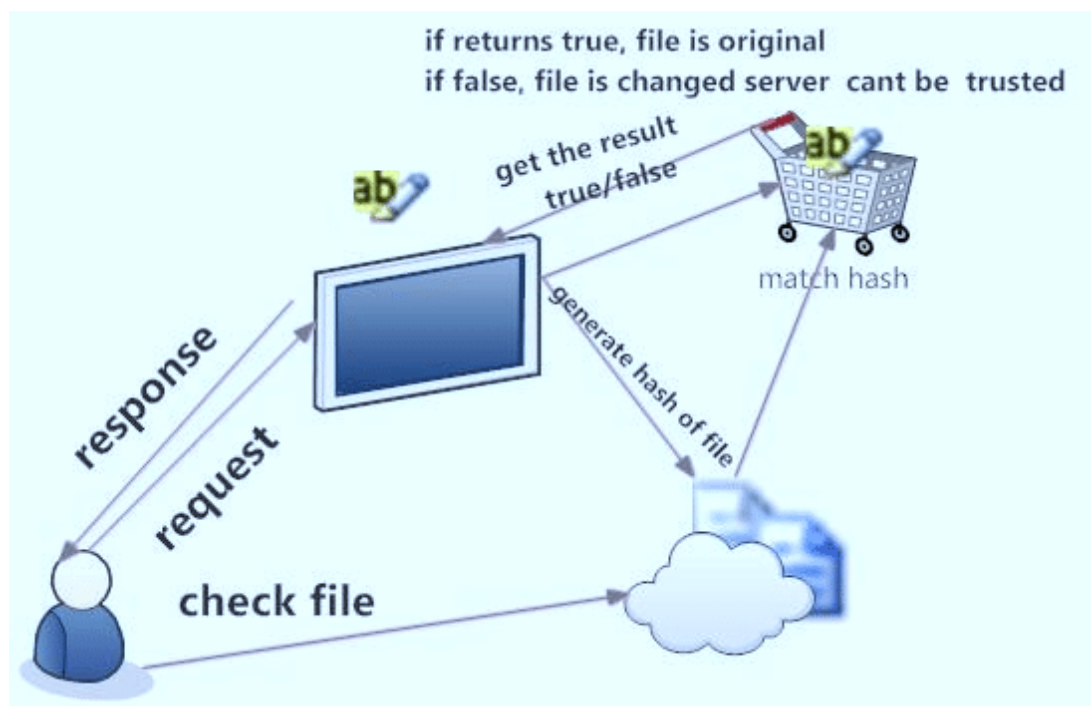 if returns true, file is original
if false, file is changed server cant be trusted
get the result
true/false
ab
ab
match hash
generate hash of file
response
request
check file